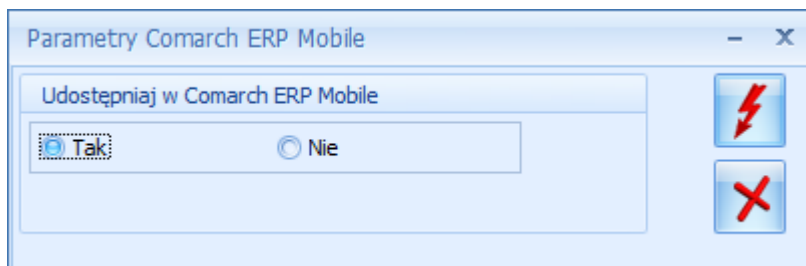 Parametry Comarch ERP Mobile
Udostępniaj w Comarch ERP Mobile
Tak Nie